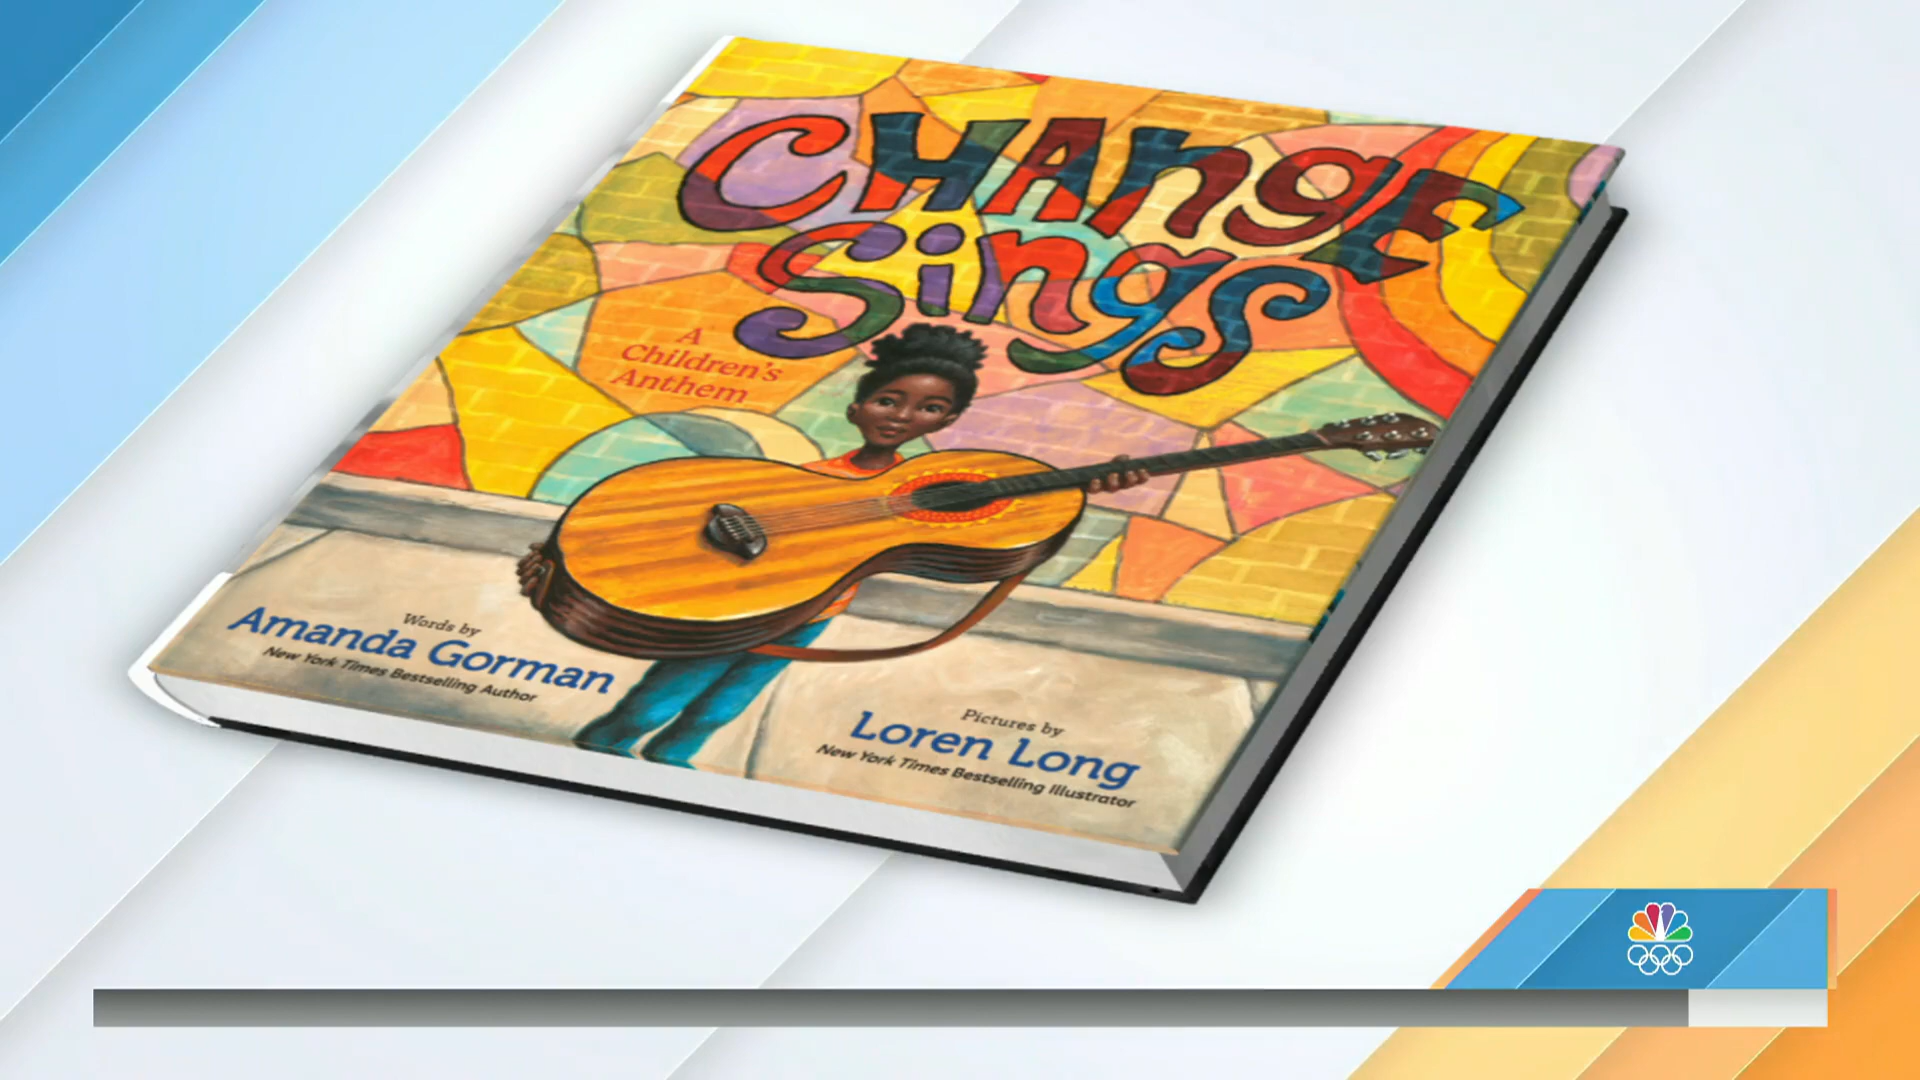 CHANgE
Sings
A
Children's
Anthem
Words by
Amanda Gorman
New York Times Bestselling Author
Pictures by
Loren Long
New York Times Bestselling Illustrator